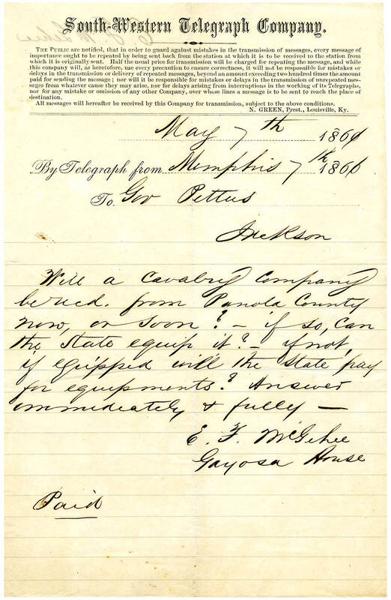 South-Western Telegraph Company.
THE PUBLIC are notified, that in order to guard against mistakes in the transmission of messages, every message of
importance ought to be repeated by being sent back from the station at which it is to be received to the station from
which it is originally sent. Half the usual price for transmission will be charged for repeating the message, and while
this company will, as heretofore, use every precaution to ensure correctness, it will not be responsible for mistakes or
delays in the transmission or delivery of repeated messages, beyond an amount exceeding two hundred times the amount
paid for sending the message; nor will it be responsible for mistakes or delays in the transmission of unrepeated mes-
sages from whatever cause they may arise, nor for delays arising from interruptions in the working of its Telegraphs,
nor for any mistake or omission of any other Company, over whose lines a message is to be sent to reach the place of
destination.
All messages will hereafter be received by this Company for transmission, subject to the above conditions.
N. GREEN, Prest., Louisville, Ky.
May 7th 1861
By Telegraph from Memphis 7th 1861
To Gov Pettus
Jackson
Will a Cavalry Company
be recd. from Panola County
now, or soon? - if so, can
the State equip it? - if not,
if equipped will the State pay
for equipments? Answer
immediately & fully -
E. F. McGehee
Gayosa House
Paid